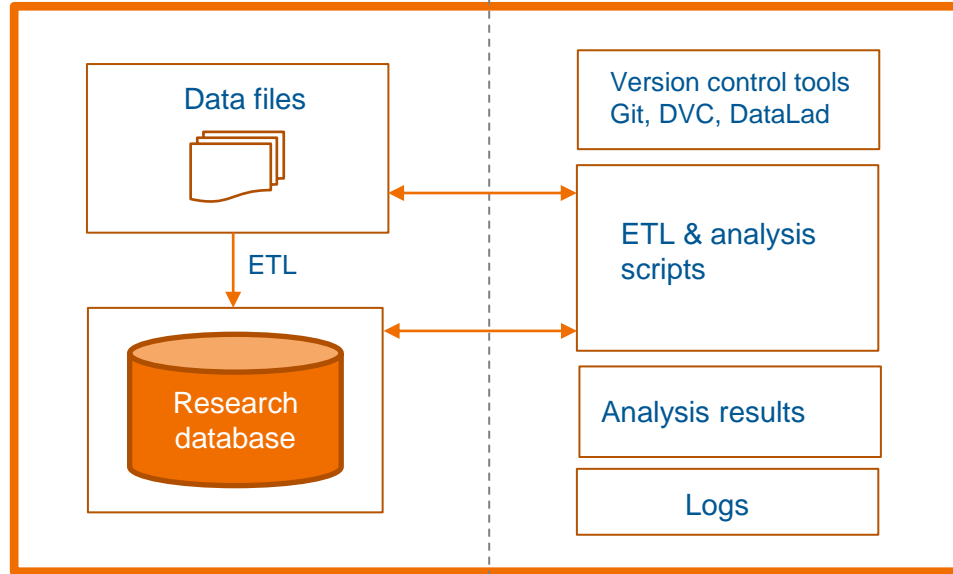 Data files
ETL
Research
database
Version control tools
Git, DVC, DataLad
ETL & analysis
scripts
Analysis results
Logs